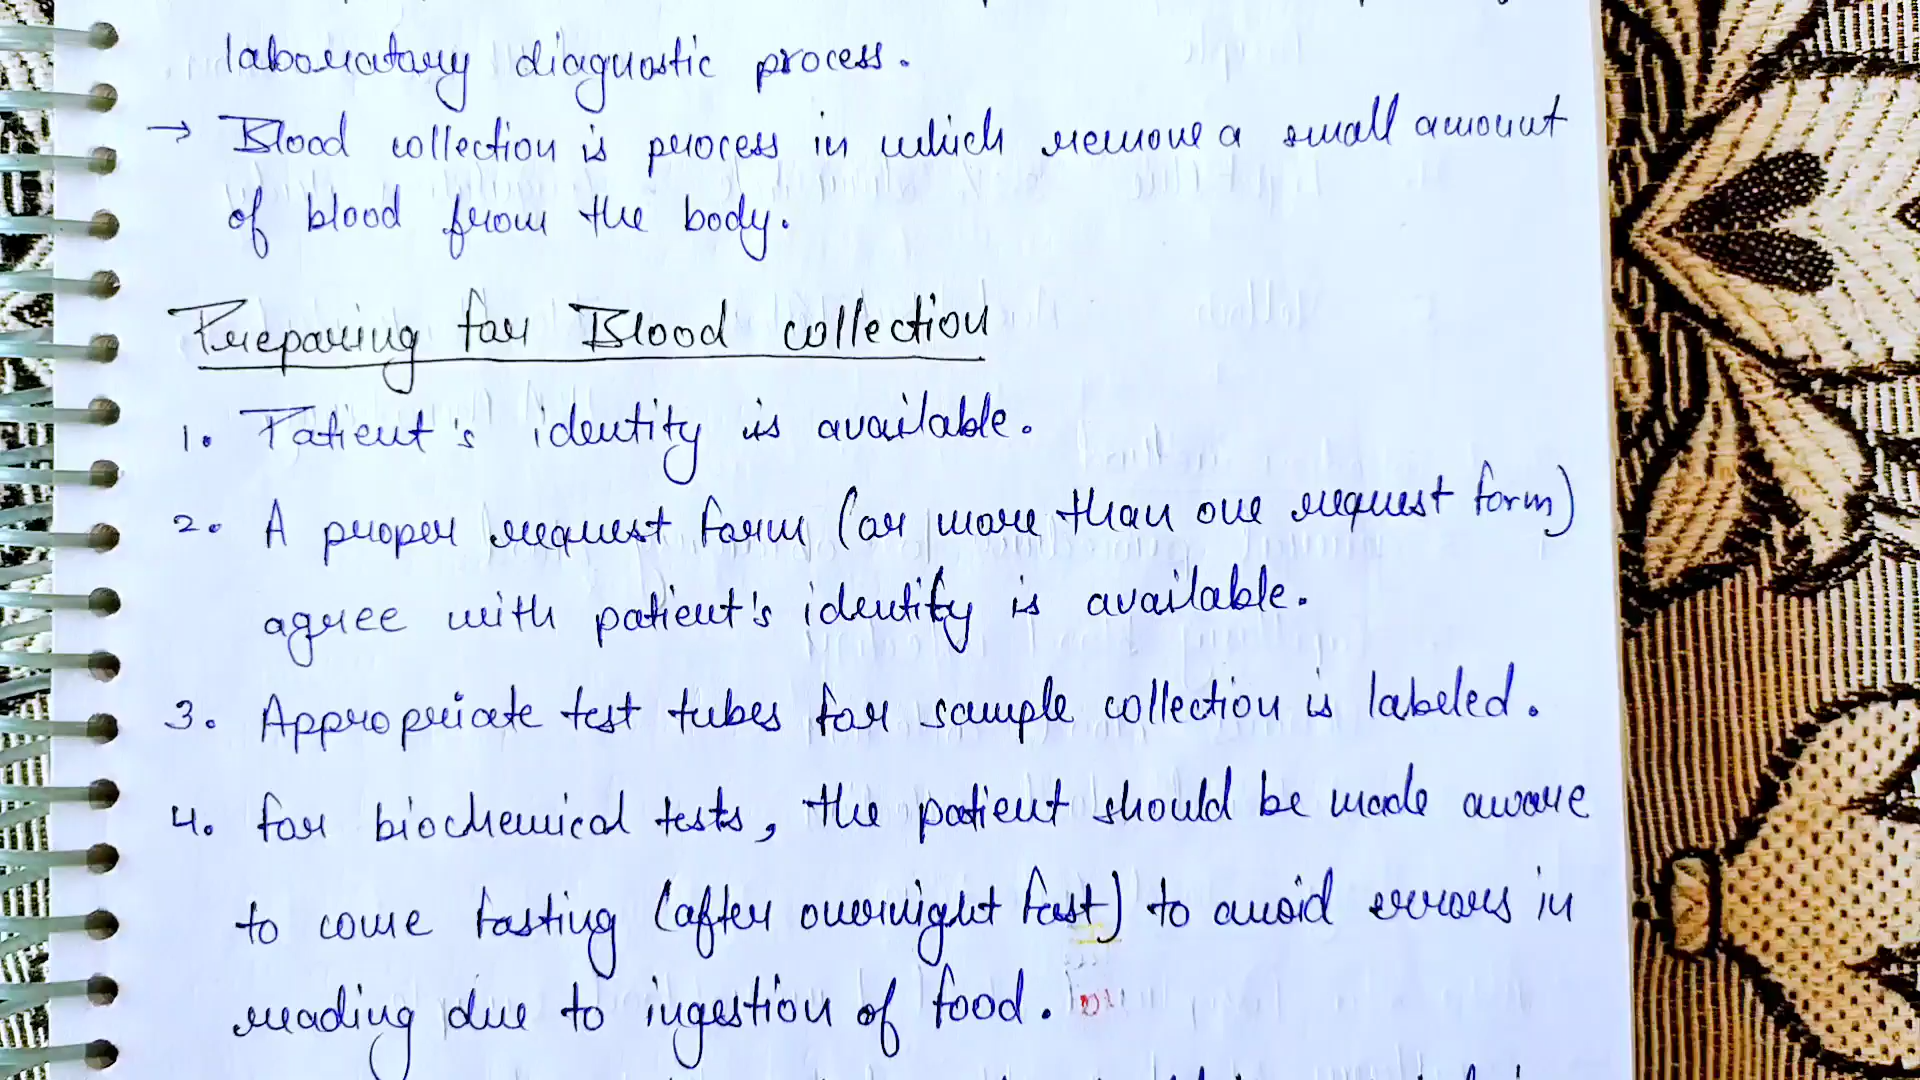 laboratory diagnostic process.
→ Blood collection is process in which remove a small amount
of blood from the body.
Preparing for Blood collection
1. Patient's identity is available.
2. A proper request form (or more than one request form)
agree with patient's identity is available.
3. Appropriate test tubes for sample collection is labeled.
4. for biochemical tests, the patient should be made aware
to come fasting (after overnight fast) to avoid errors in
reading due to ingestion of food.